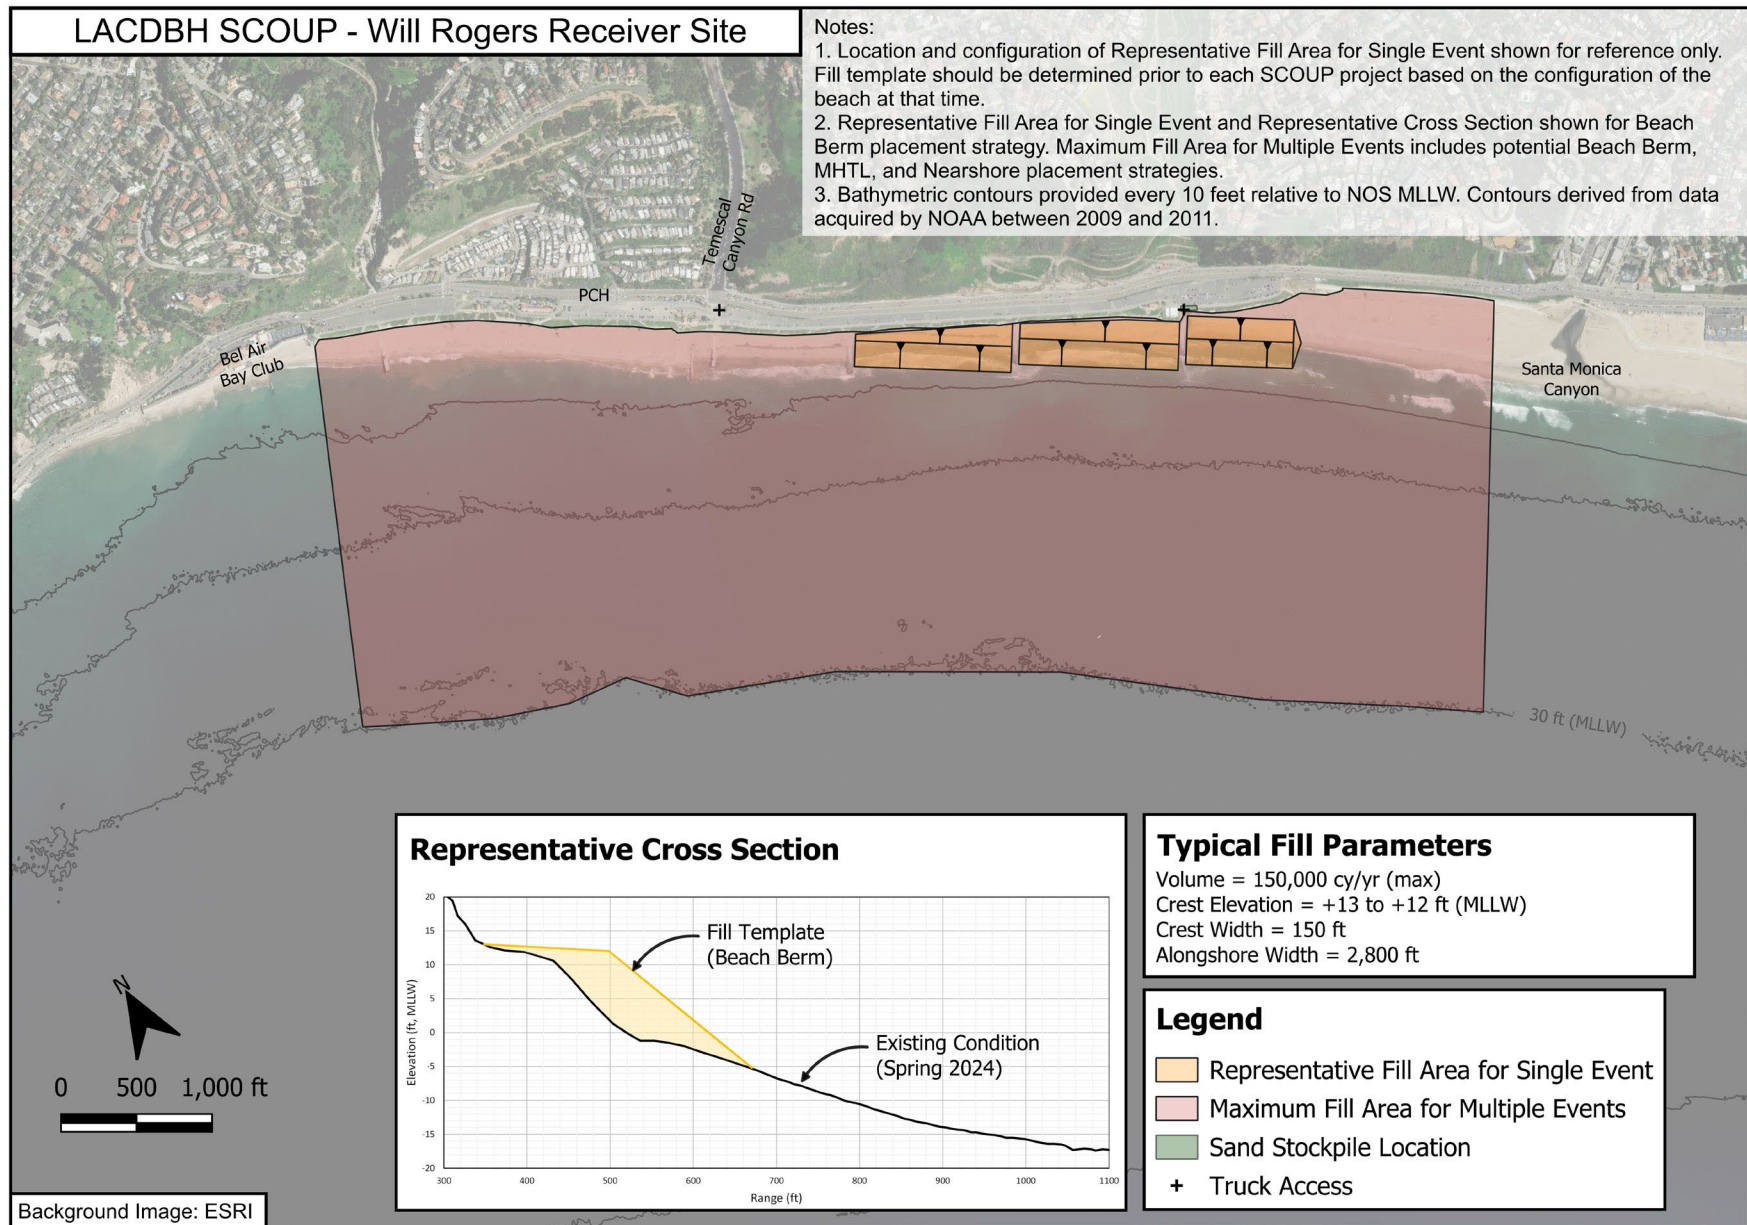 LACDBH SCOUP - Will Rogers Receiver Site
Notes:
1. Location and configuration of Representative Fill Area for Single Event shown for reference only.
Fill template should be determined prior to each SCOUP project based on the configuration of the
beach at that time.
2. Representative Fill Area for Single Event and Representative Cross Section shown for Beach
Berm placement strategy. Maximum Fill Area for Multiple Events includes potential Beach Berm,
MHTL, and Nearshore placement strategies.
3. Bathymetric contours provided every 10 feet relative to NOS MLLW. Contours derived from data
acquired by NOAA between 2009 and 2011.
Temescal
Canyon Rd
PCH
Bel Air
Bay Club
Santa Monica
Canyon
30 ft (MLLW)
Representative Cross Section
20
15
10
5
0
-5
-10
-15
-20
Elevation (ft, MLLW)
Fill Template
(Beach Berm)
Existing Condition
(Spring 2024)
300
400
500
600
700
800
900
1000
1100
Range (ft)
Typical Fill Parameters
Volume = 150,000 cy/yr (max)
Crest Elevation = +13 to +12 ft (MLLW)
Crest Width = 150 ft
Alongshore Width = 2,800 ft
Legend
Representative Fill Area for Single Event
Maximum Fill Area for Multiple Events
Sand Stockpile Location
Truck Access
N
0 500 1,000 ft
Background Image: ESRI